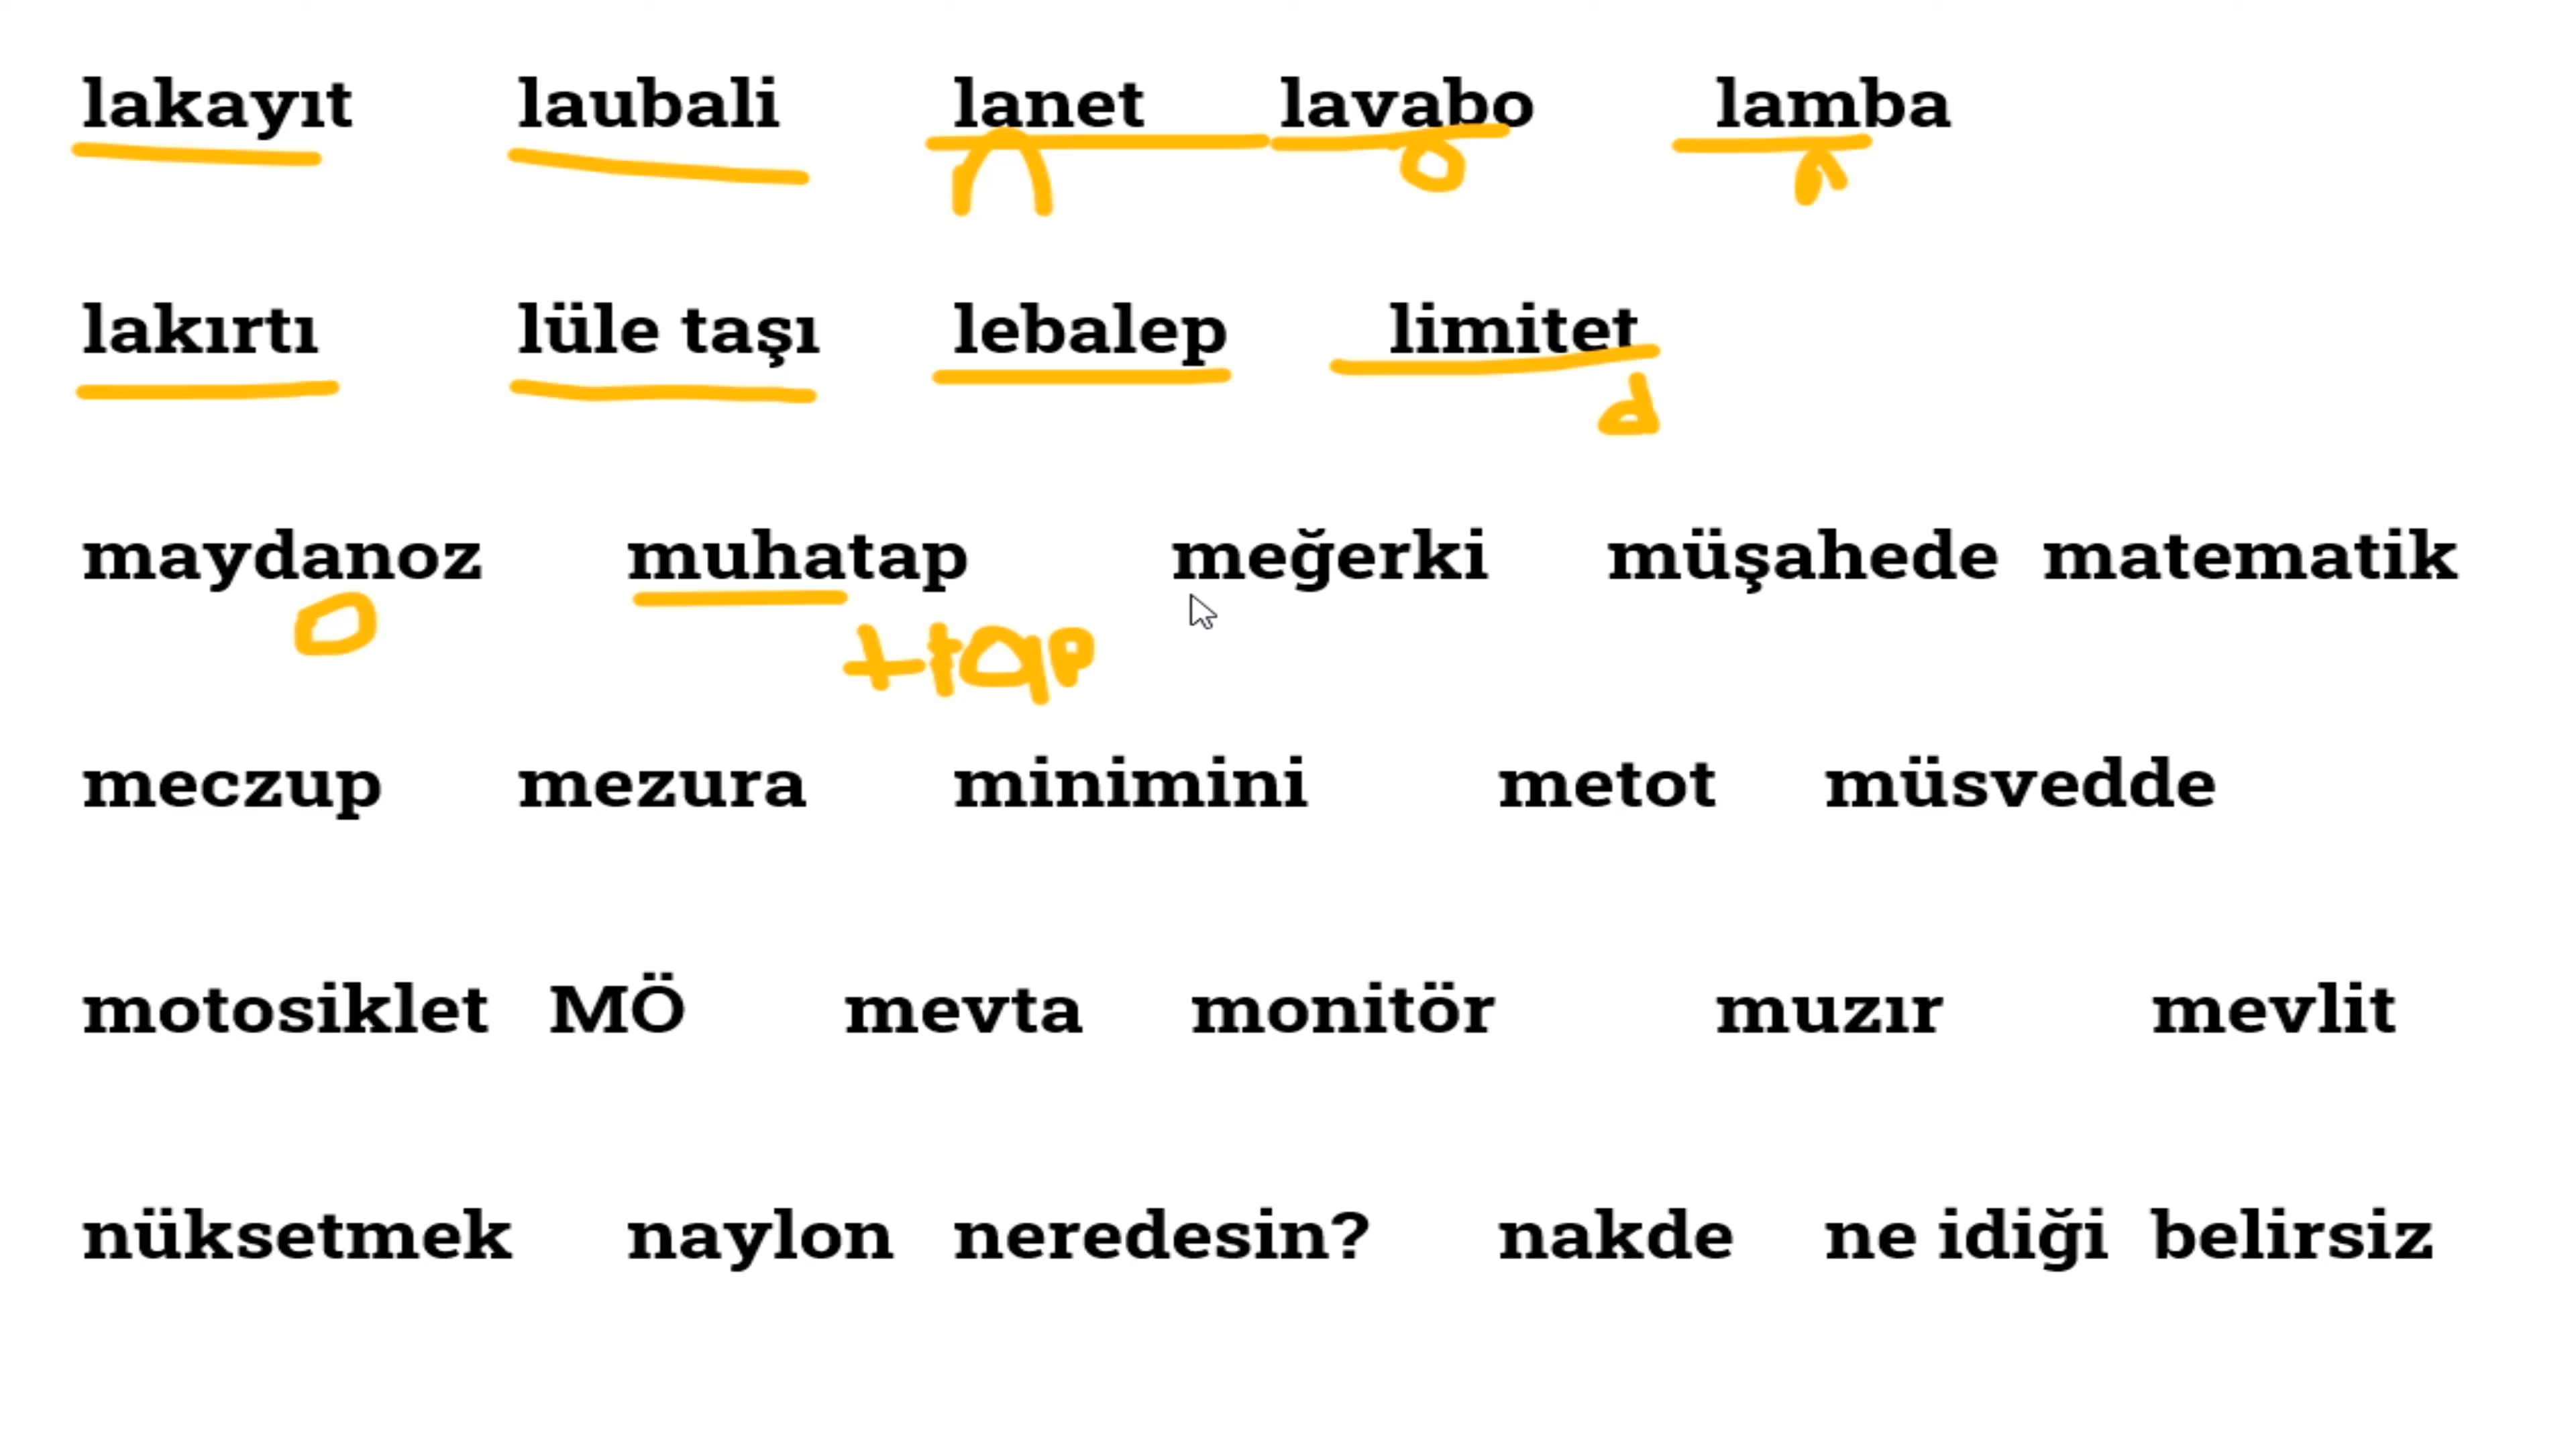 lakayıt laubali lanet lavabo lamba
n o n
lakırtı lüle taşı lebalep limitet
d
maydanoz muhatap meğerki müşahede matematik
o
meczup mezura minimini metot müsvedde
motosiklet MÖ mevta monitör muzır mevlit
nüksetmek naylon neredesin? nakde ne idiği belirsiz